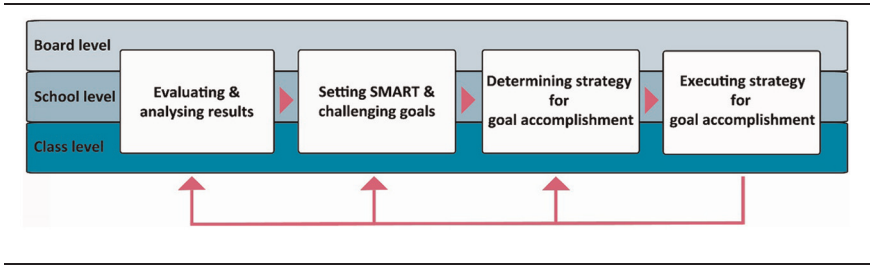 Board level
School level
Class level
Evaluating &
analysing results
Setting SMART &
challenging goals
Determining strategy
for
goal accomplishment
Executing strategy
for
goal accomplishment